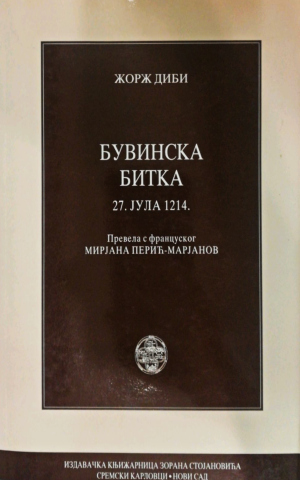 ЖОРЖ ДИБИ
БУВИНСКА
БИТКА
27. ЈУЛА 1214.
Превела с француског
МИРЈАНА ПЕРИЋ-МАРЈАНОВ
ИЗДАВАЧКА КЊИЖАРНИЦА ЗОРАНА СТОЈАНОВИЋА
СРЕМСКИ КАРЛОВЦИ • НОВИ САД